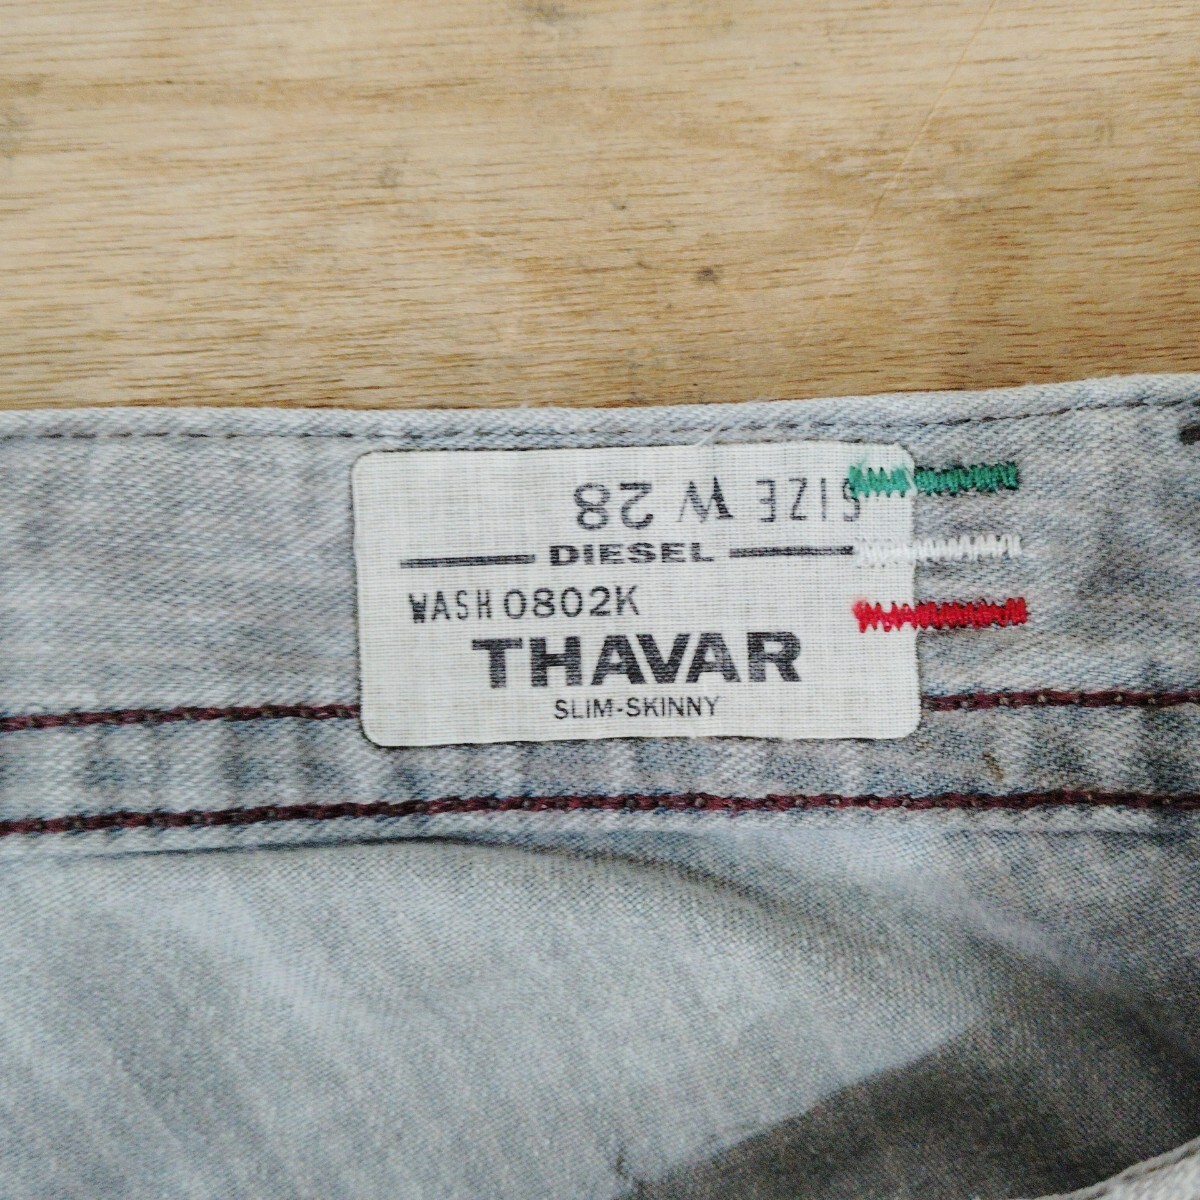 SIZE W 28
DIESEL
WASH 0802K
THAVAR
SLIM-SKINNY